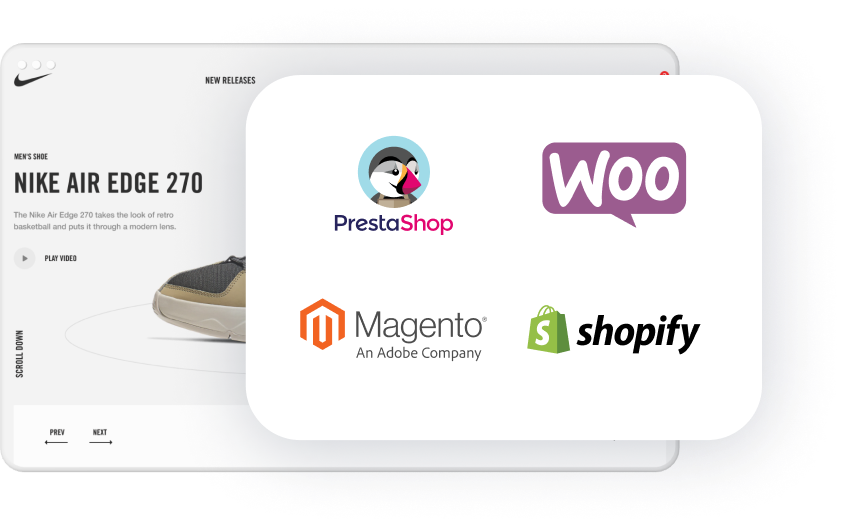 NEW RELEASES
MEN'S SHOE
NIKE AIR EDGE 270
The Nike Air Edge 270 takes the look of retro
basketball and puts it through a modern lens.
PLAY VIDEO
SCROLL DOWN
PREV
NEXT
PrestaShop
WOO
Magento®
An Adobe Company
S
shopify